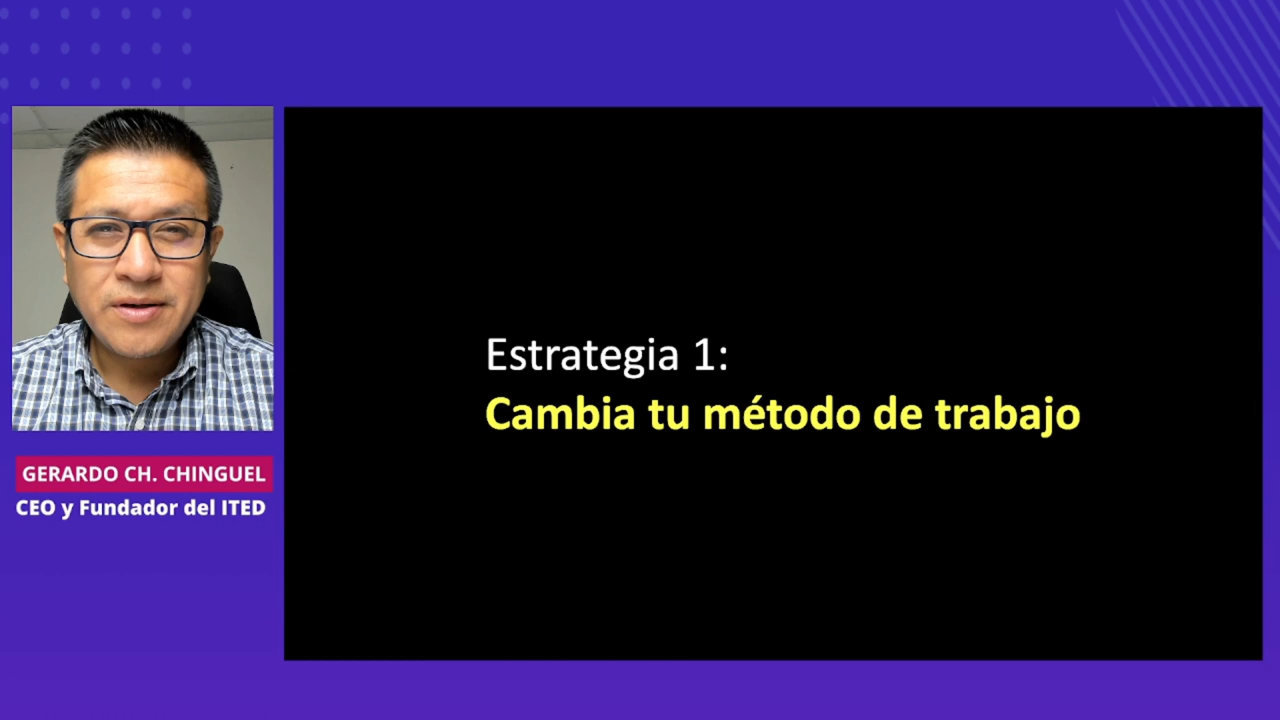 GERARDO CH. CHINGUEL
CEO y Fundador del ITED
Estrategia 1:
Cambia tu método de trabajo